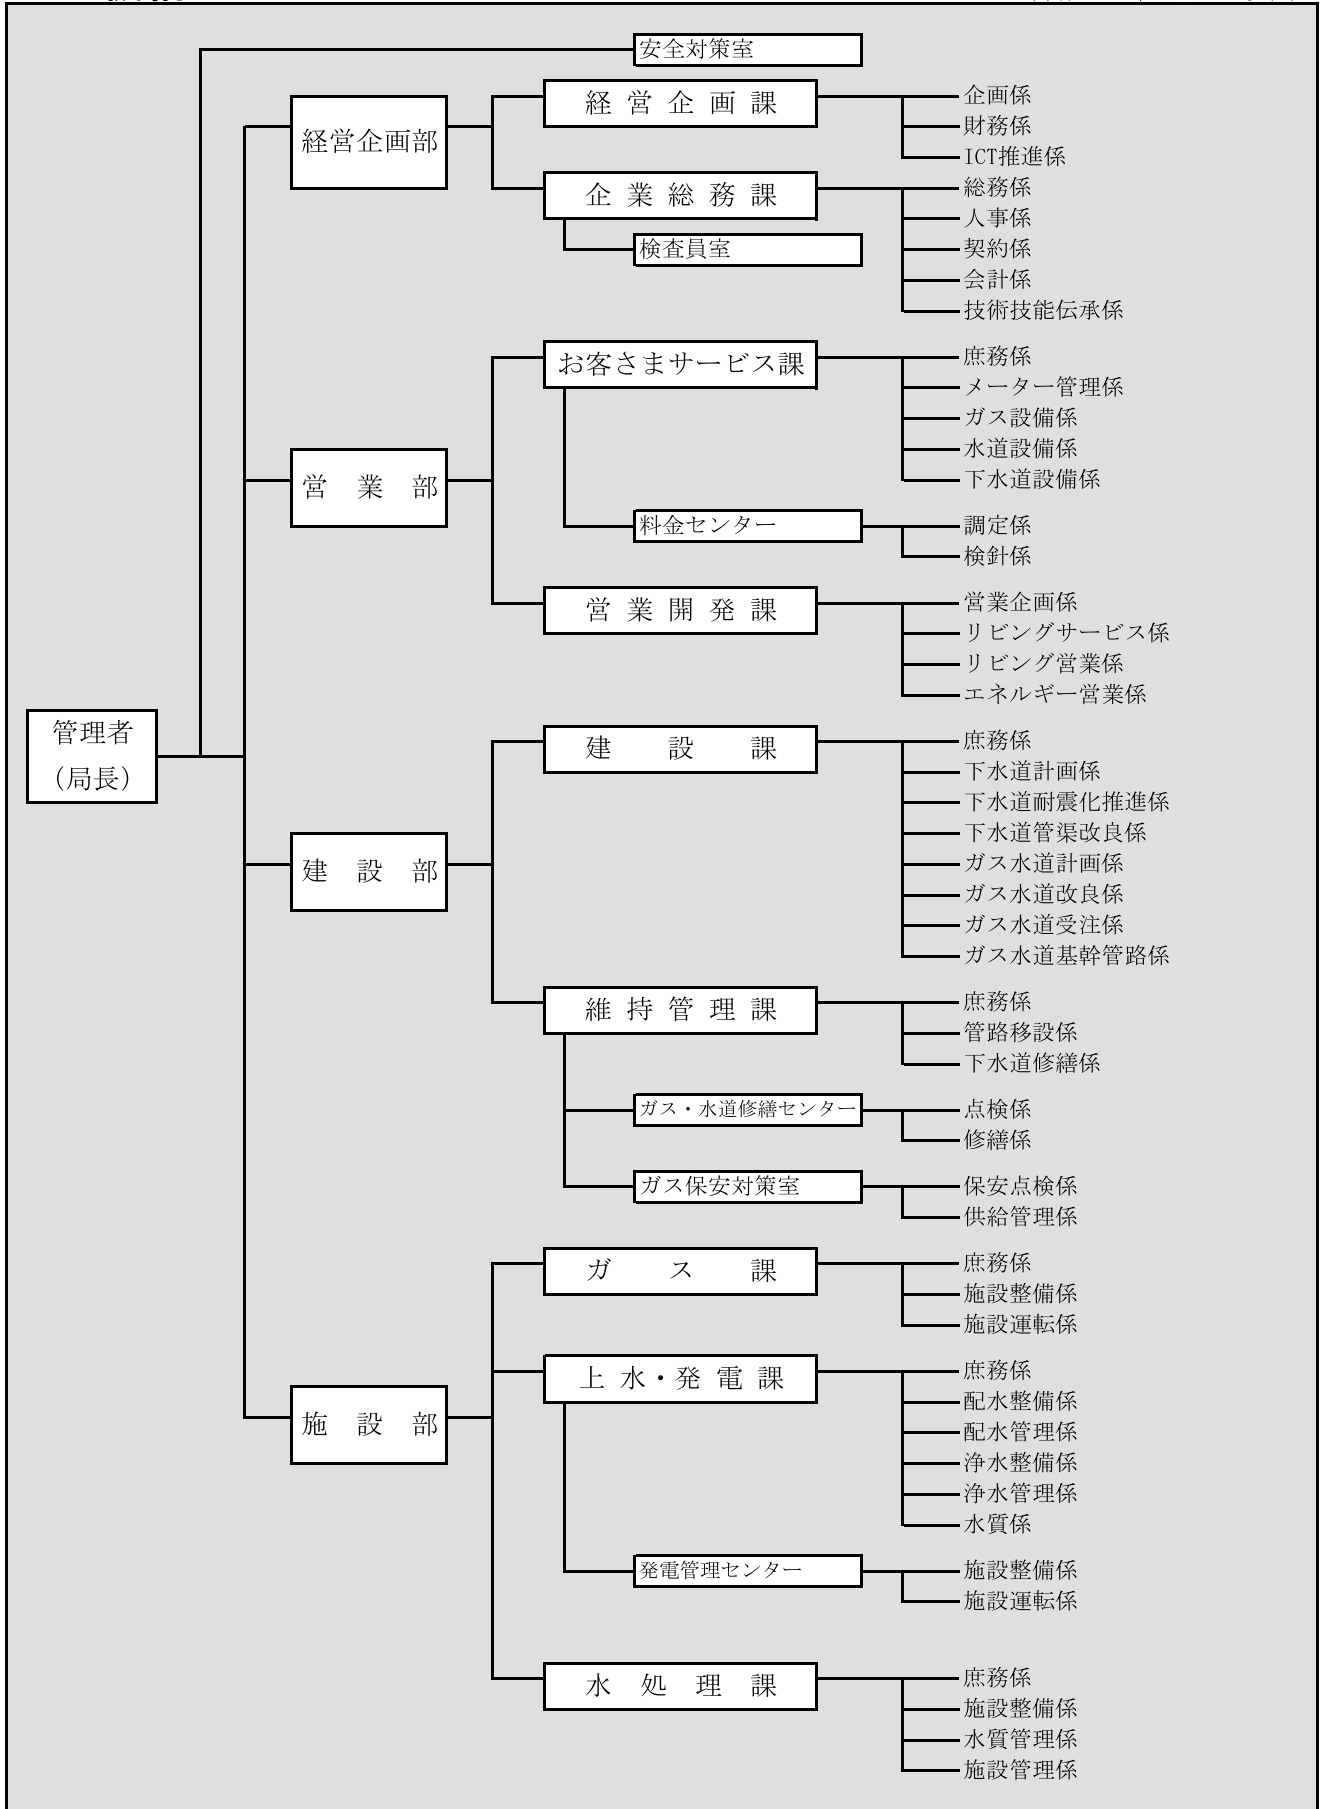 安全対策室
経営企画部
経営企画課
企画係
財務係
ICT推進係
企業総務課
総務係
人事係
契約係
会計係
技術技能伝承係
検査員室
営業部
お客さまサービス課
庶務係
メーター管理係
ガス設備係
水道設備係
下水道設備係
料金センター
調定係
検針係
営業開発課
営業企画係
リビングサービス係
リビング営業係
エネルギー営業係
管理者
（局長）
建設部
建設課
庶務係
下水道計画係
下水道耐震化推進係
下水道管渠改良係
ガス水道計画係
ガス水道改良係
ガス水道受注係
ガス水道基幹管路係
維持管理課
庶務係
管路移設係
下水道修繕係
ガス・水道修繕センター
点検係
修繕係
ガス保安対策室
保安点検係
供給管理係
施設部
ガス課
庶務係
施設整備係
施設運転係
上水・発電課
庶務係
配水整備係
配水管理係
浄水整備係
浄水管理係
水質係
発電管理センター
施設整備係
施設運転係
水処理課
庶務係
施設整備係
水質管理係
施設管理係